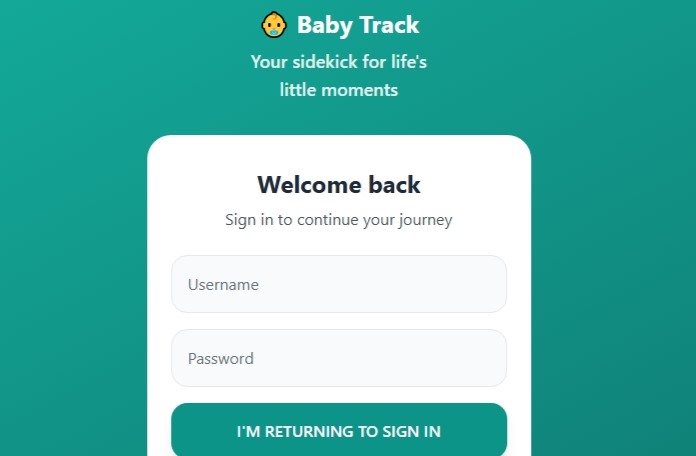 Baby Track
Your sidekick for life's
little moments
Welcome back
Sign in to continue your journey
Username
Password
I'M RETURNING TO SIGN IN